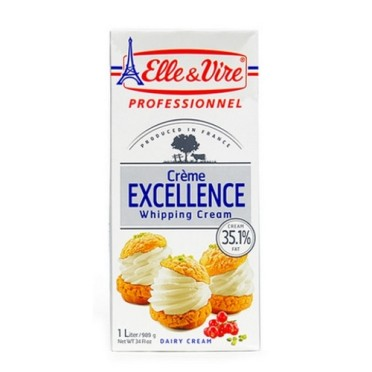 Elle & Vire
PROFESSIONNEL
PRODUCED IN FRANCE
Crème
EXCELLENCE
Whipping Cream
CREAM
35.1%
FAT
1 Liter / 989 g
Net WT 34 fl oz
DAIRY CREAM